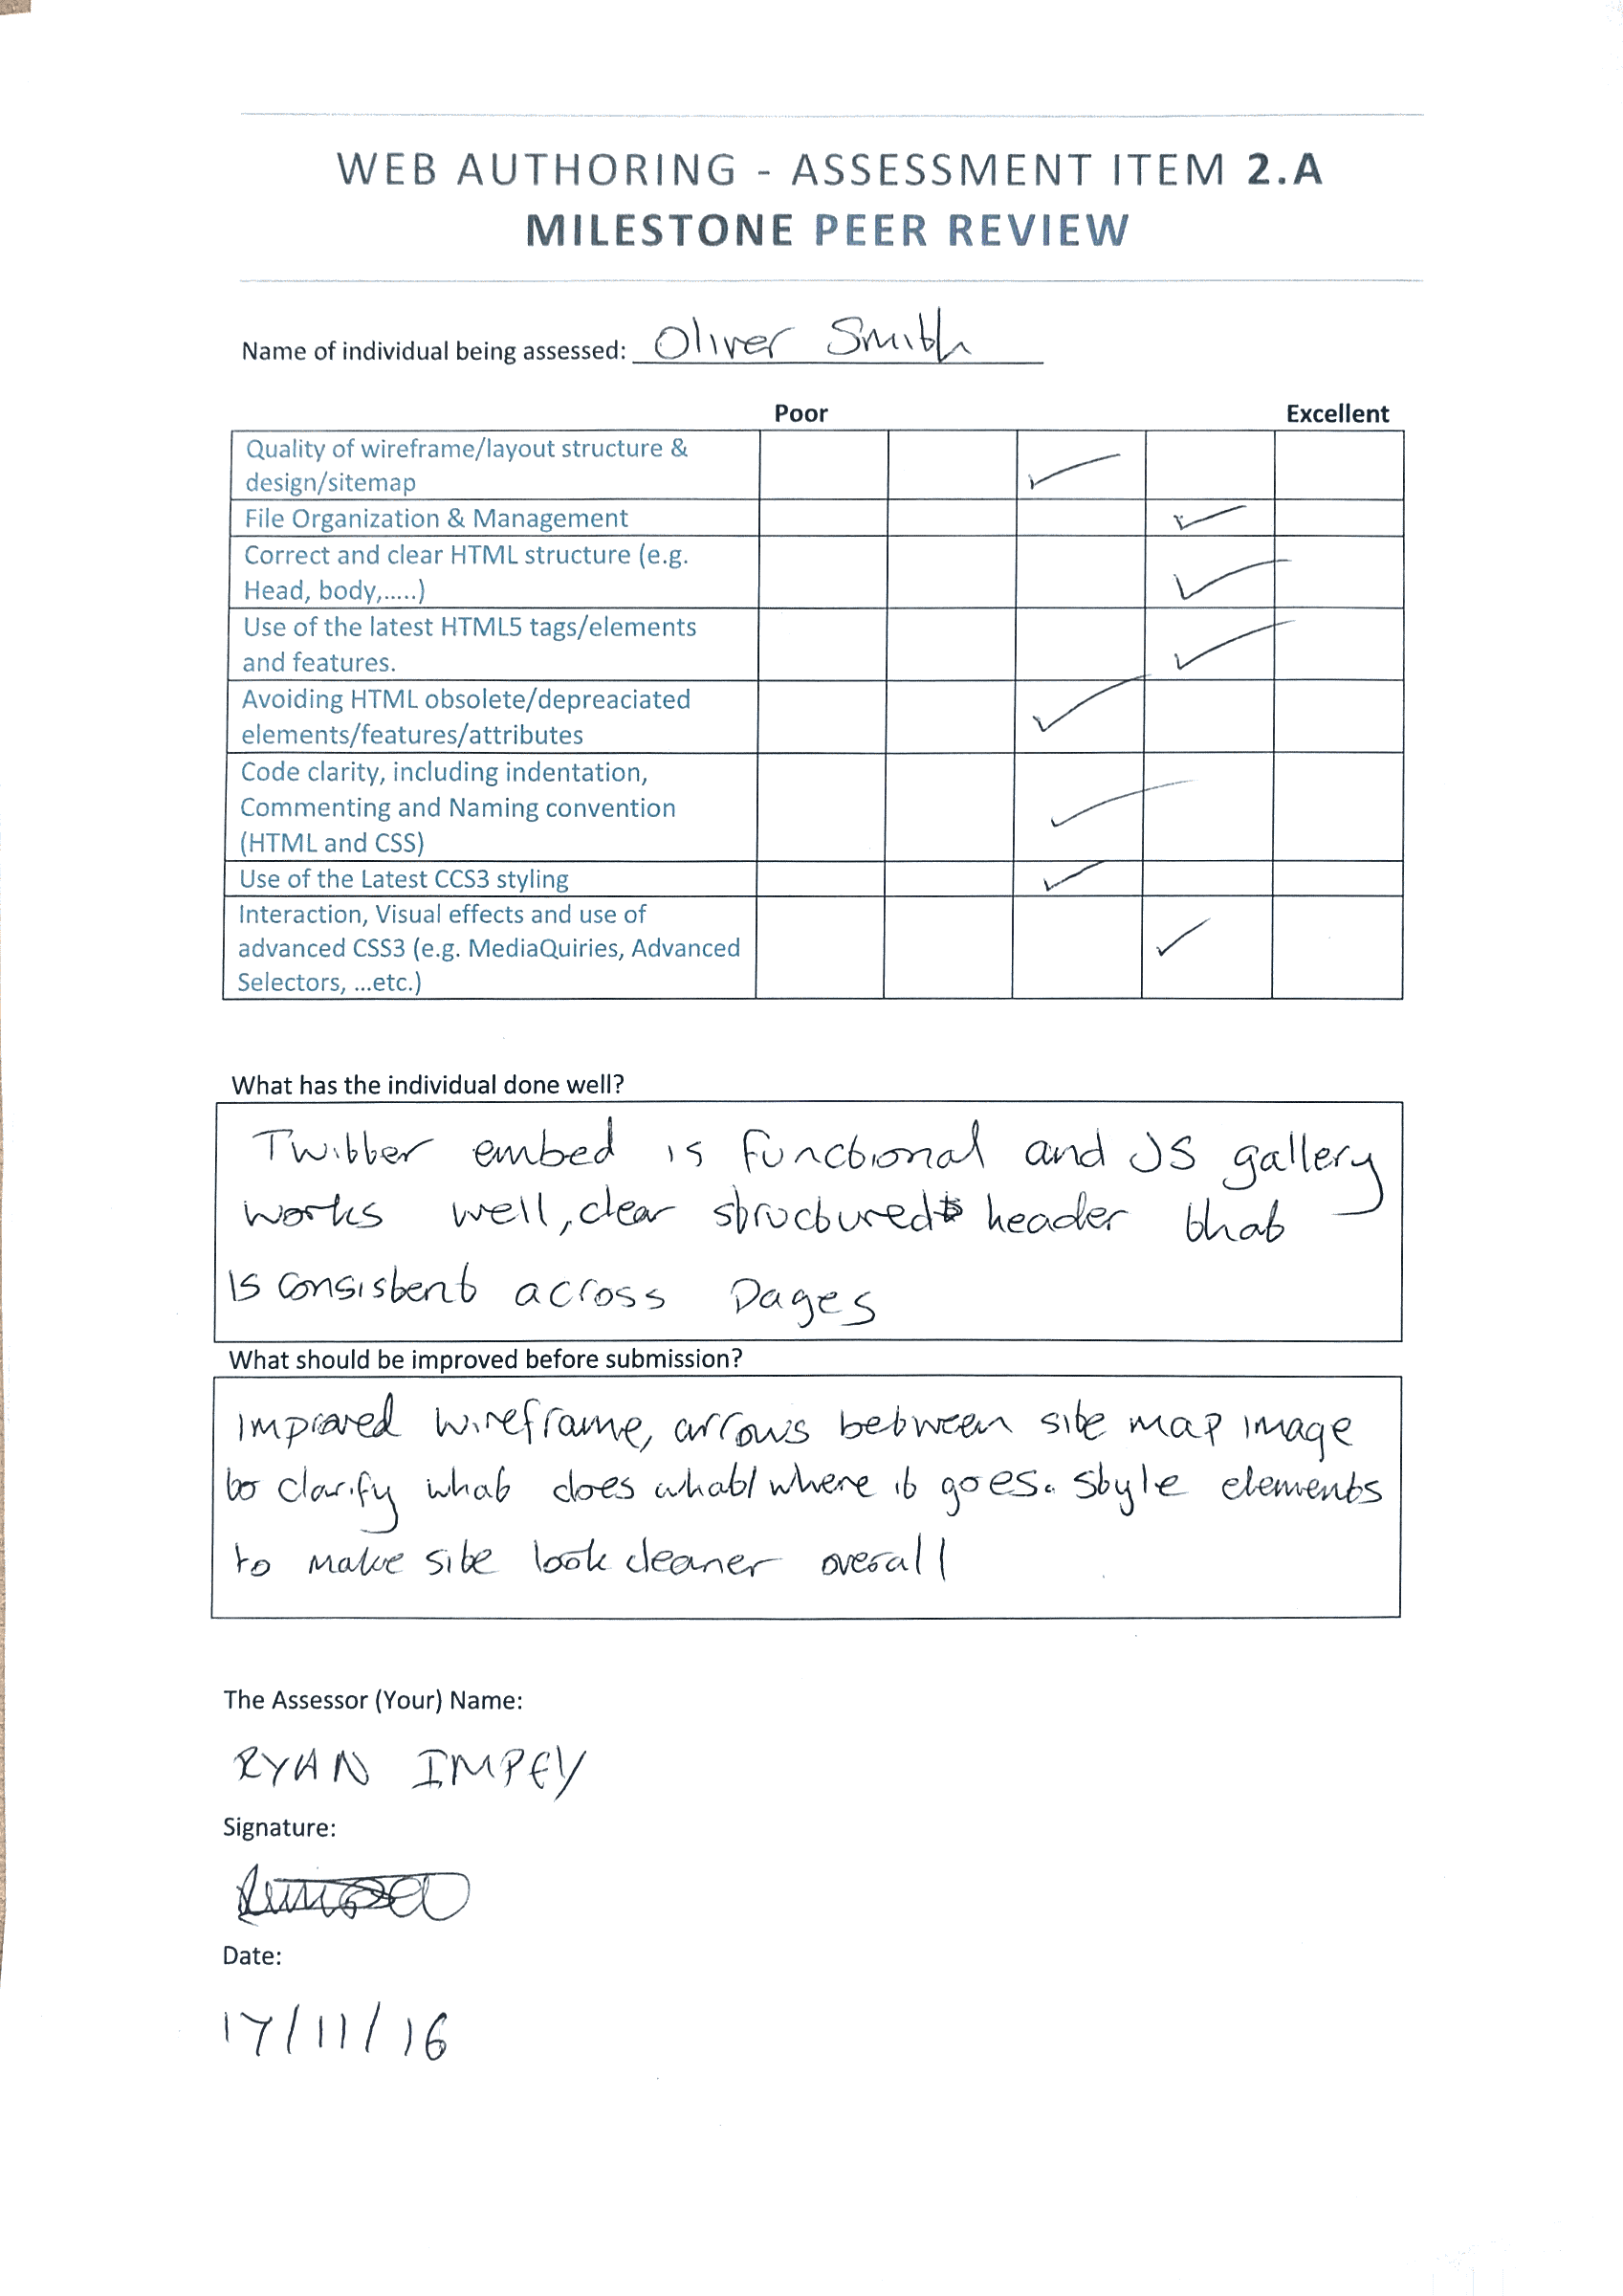 WEB AUTHORING - ASSESSMENT ITEM 2.A
MILESTONE PEER REVIEW
Name of individual being assessed: Oliver Smith
Poor Excellent
Quality of wireframe/layout structure &
design/sitemap
File Organization & Management
Correct and clear HTML structure (e.g.
Head, body,.....)
Use of the latest HTML5 tags/elements
and features.
Avoiding HTML obsolete/depreaciated
elements/features/attributes
Code clarity, including indentation,
Commenting and Naming convention
(HTML and CSS)
Use of the Latest CCS3 styling
Interaction, Visual effects and use of
advanced CSS3 (e.g. MediaQuiries, Advanced
Selectors, ...etc.)
What has the individual done well?
Twitter embed is functional and JS gallery
works well, clear structured header that
is consistent across pages
What should be improved before submission?
Improved wireframe, arrows between site map image
to clarify what does what/where it goes. Style elements
to make site look cleaner overall
The Assessor (Your) Name:
RYAN IMPEY
Signature:
Date:
17/11/16